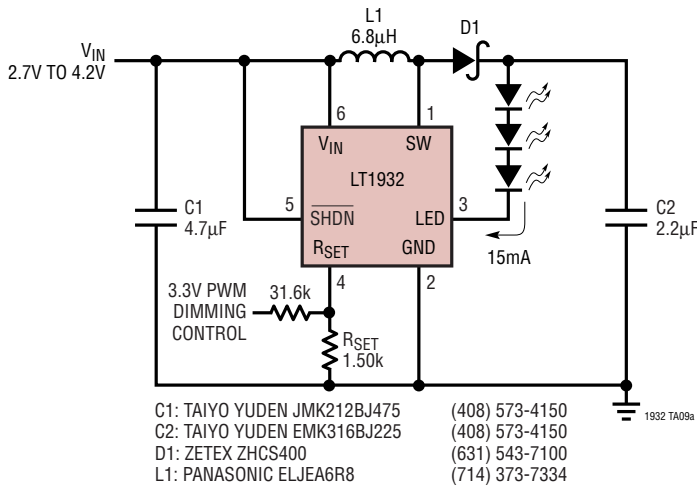 L1
6.8µH
D1
VIN
2.7V TO 4.2V
6
1
VIN
SW
LT1932
C1
4.7µF
5
SHDN
LED
3
C2
2.2µF
RSET
GND
15mA
4
2
3.3V PWM
DIMMING
CONTROL
31.6k
RSET
1.50k
C1: TAIYO YUDEN JMK212BJ475 (408) 573-4150
C2: TAIYO YUDEN EMK316BJ225 (408) 573-4150
D1: ZETEX ZHCS400 (631) 543-7100
L1: PANASONIC ELJEA6R8 (714) 373-7334
1932 TA09a